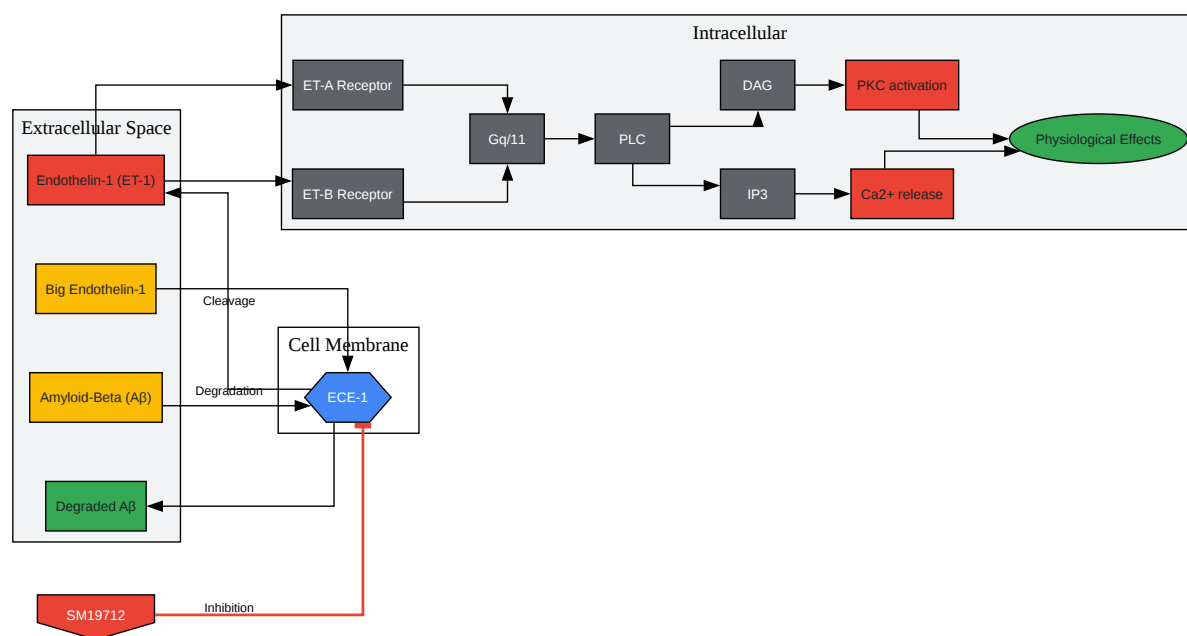 Intracellular
ET-A Receptor
DAG
PKC activation
Extracellular Space
Gq/11
PLC
Physiological Effects
Endothelin-1 (ET-1)
ET-B Receptor
IP3
Ca2+ release
Big Endothelin-1
Cleavage
Cell Membrane
Amyloid-Beta (Aβ)
Degradation
ECE-1
Degraded Aβ
SM19712
Inhibition